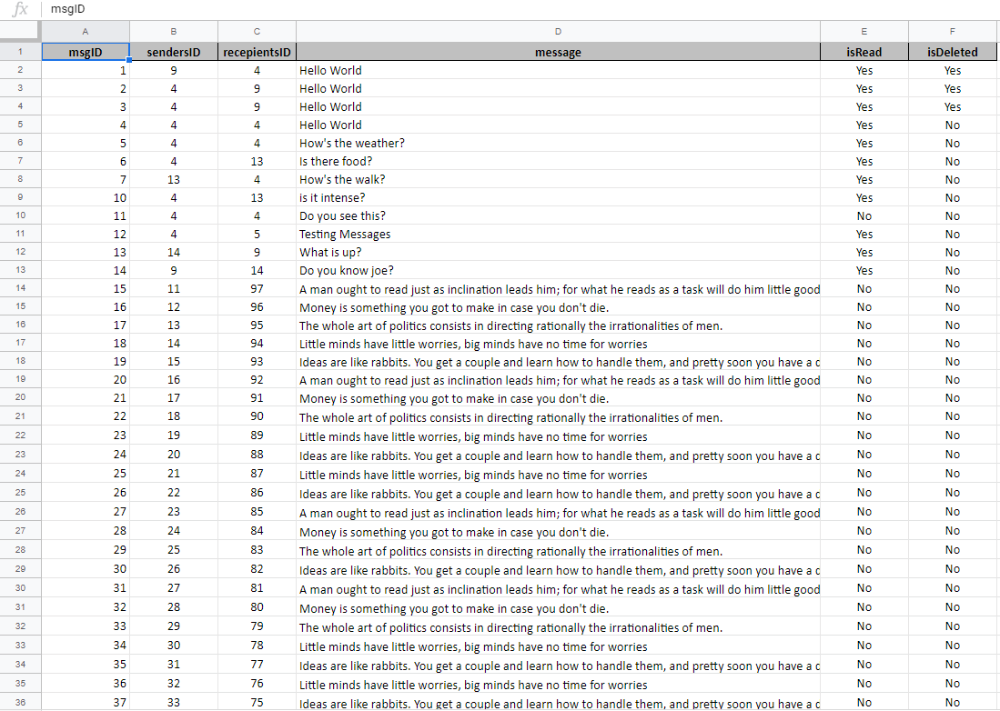 fx msgID
A B C D E F
1 msgID sendersID recepientsID message isRead isDeleted
2 1 9 4 Hello World Yes Yes
3 2 4 9 Hello World Yes Yes
4 3 4 9 Hello World Yes Yes
5 4 4 4 Hello World Yes No
6 5 4 4 How's the weather? Yes No
7 6 4 13 Is there food? Yes No
8 7 13 4 How's the walk? Yes No
9 10 4 13 is it intense? Yes No
10 11 4 4 Do you see this? No No
11 12 4 5 Testing Messages Yes No
12 13 14 9 What is up? Yes No
13 14 9 14 Do you know joe? Yes No
14 15 11 97 A man ought to read just as inclination leads him; for what he reads as a task will do him little good No No
15 16 12 96 Money is something you got to make in case you don't die. No No
16 17 13 95 The whole art of politics consists in directing rationally the irrationalities of men. No No
17 18 14 94 Little minds have little worries, big minds have no time for worries No No
18 19 15 93 Ideas are like rabbits. You get a couple and learn how to handle them, and pretty soon you have a d No No
19 20 16 92 A man ought to read just as inclination leads him; for what he reads as a task will do him little good No No
20 21 17 91 Money is something you got to make in case you don't die. No No
21 22 18 90 The whole art of politics consists in directing rationally the irrationalities of men. No No
22 23 19 89 Little minds have little worries, big minds have no time for worries No No
23 24 20 88 Ideas are like rabbits. You get a couple and learn how to handle them, and pretty soon you have a d No No
24 25 21 87 Little minds have little worries, big minds have no time for worries No No
25 26 22 86 Ideas are like rabbits. You get a couple and learn how to handle them, and pretty soon you have a d No No
26 27 23 85 A man ought to read just as inclination leads him; for what he reads as a task will do him little good No No
27 28 24 84 Money is something you got to make in case you don't die. No No
28 29 25 83 The whole art of politics consists in directing rationally the irrationalities of men. No No
29 30 26 82 Ideas are like rabbits. You get a couple and learn how to handle them, and pretty soon you have a d No No
30 31 27 81 A man ought to read just as inclination leads him; for what he reads as a task will do him little good No No
31 32 28 80 Money is something you got to make in case you don't die. No No
32 33 29 79 The whole art of politics consists in directing rationally the irrationalities of men. No No
33 34 30 78 Little minds have little worries, big minds have no time for worries No No
34 35 31 77 Ideas are like rabbits. You get a couple and learn how to handle them, and pretty soon you have a d No No
35 36 32 76 Little minds have little worries, big minds have no time for worries No No
36 37 33 75 Ideas are like rabbits. You get a couple and learn how to handle them, and pretty soon you have a d No No